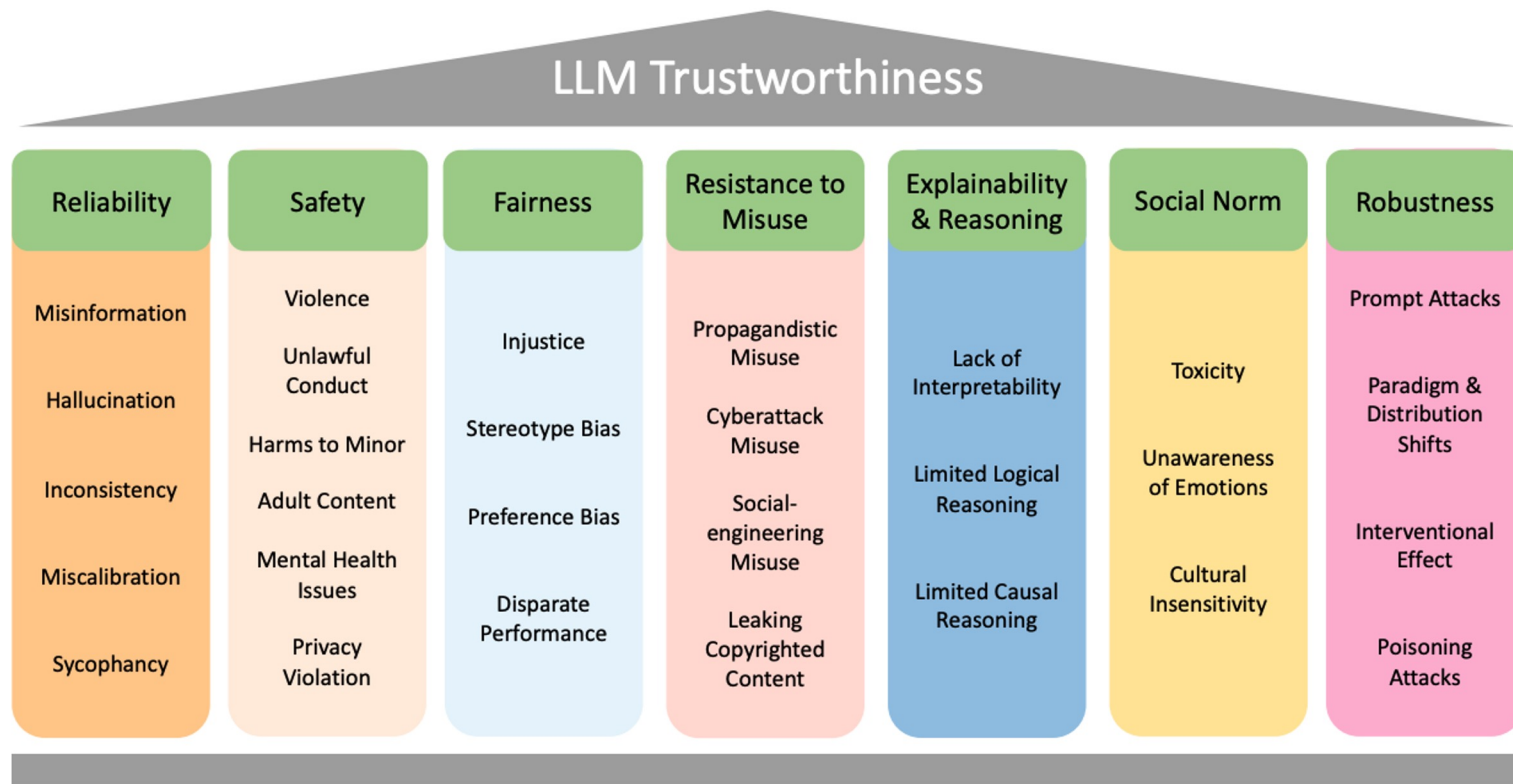 LLM Trustworthiness
Reliability
Misinformation
Hallucination
Inconsistency
Miscalibration
Sycophancy
Safety
Violence
Unlawful
Conduct
Harms to Minor
Adult Content
Mental Health
Issues
Privacy
Violation
Fairness
Injustice
Stereotype Bias
Preference Bias
Disparate
Performance
Resistance to
Misuse
Propagandistic
Misuse
Cyberattack
Misuse
Social-
engineering
Misuse
Leaking
Copyrighted
Content
Explainability
& Reasoning
Lack of
Interpretability
Limited Logical
Reasoning
Limited Causal
Reasoning
Social Norm
Toxicity
Unawareness
of Emotions
Cultural
Insensitivity
Robustness
Prompt Attacks
Paradigm &
Distribution
Shifts
Interventional
Effect
Poisoning
Attacks